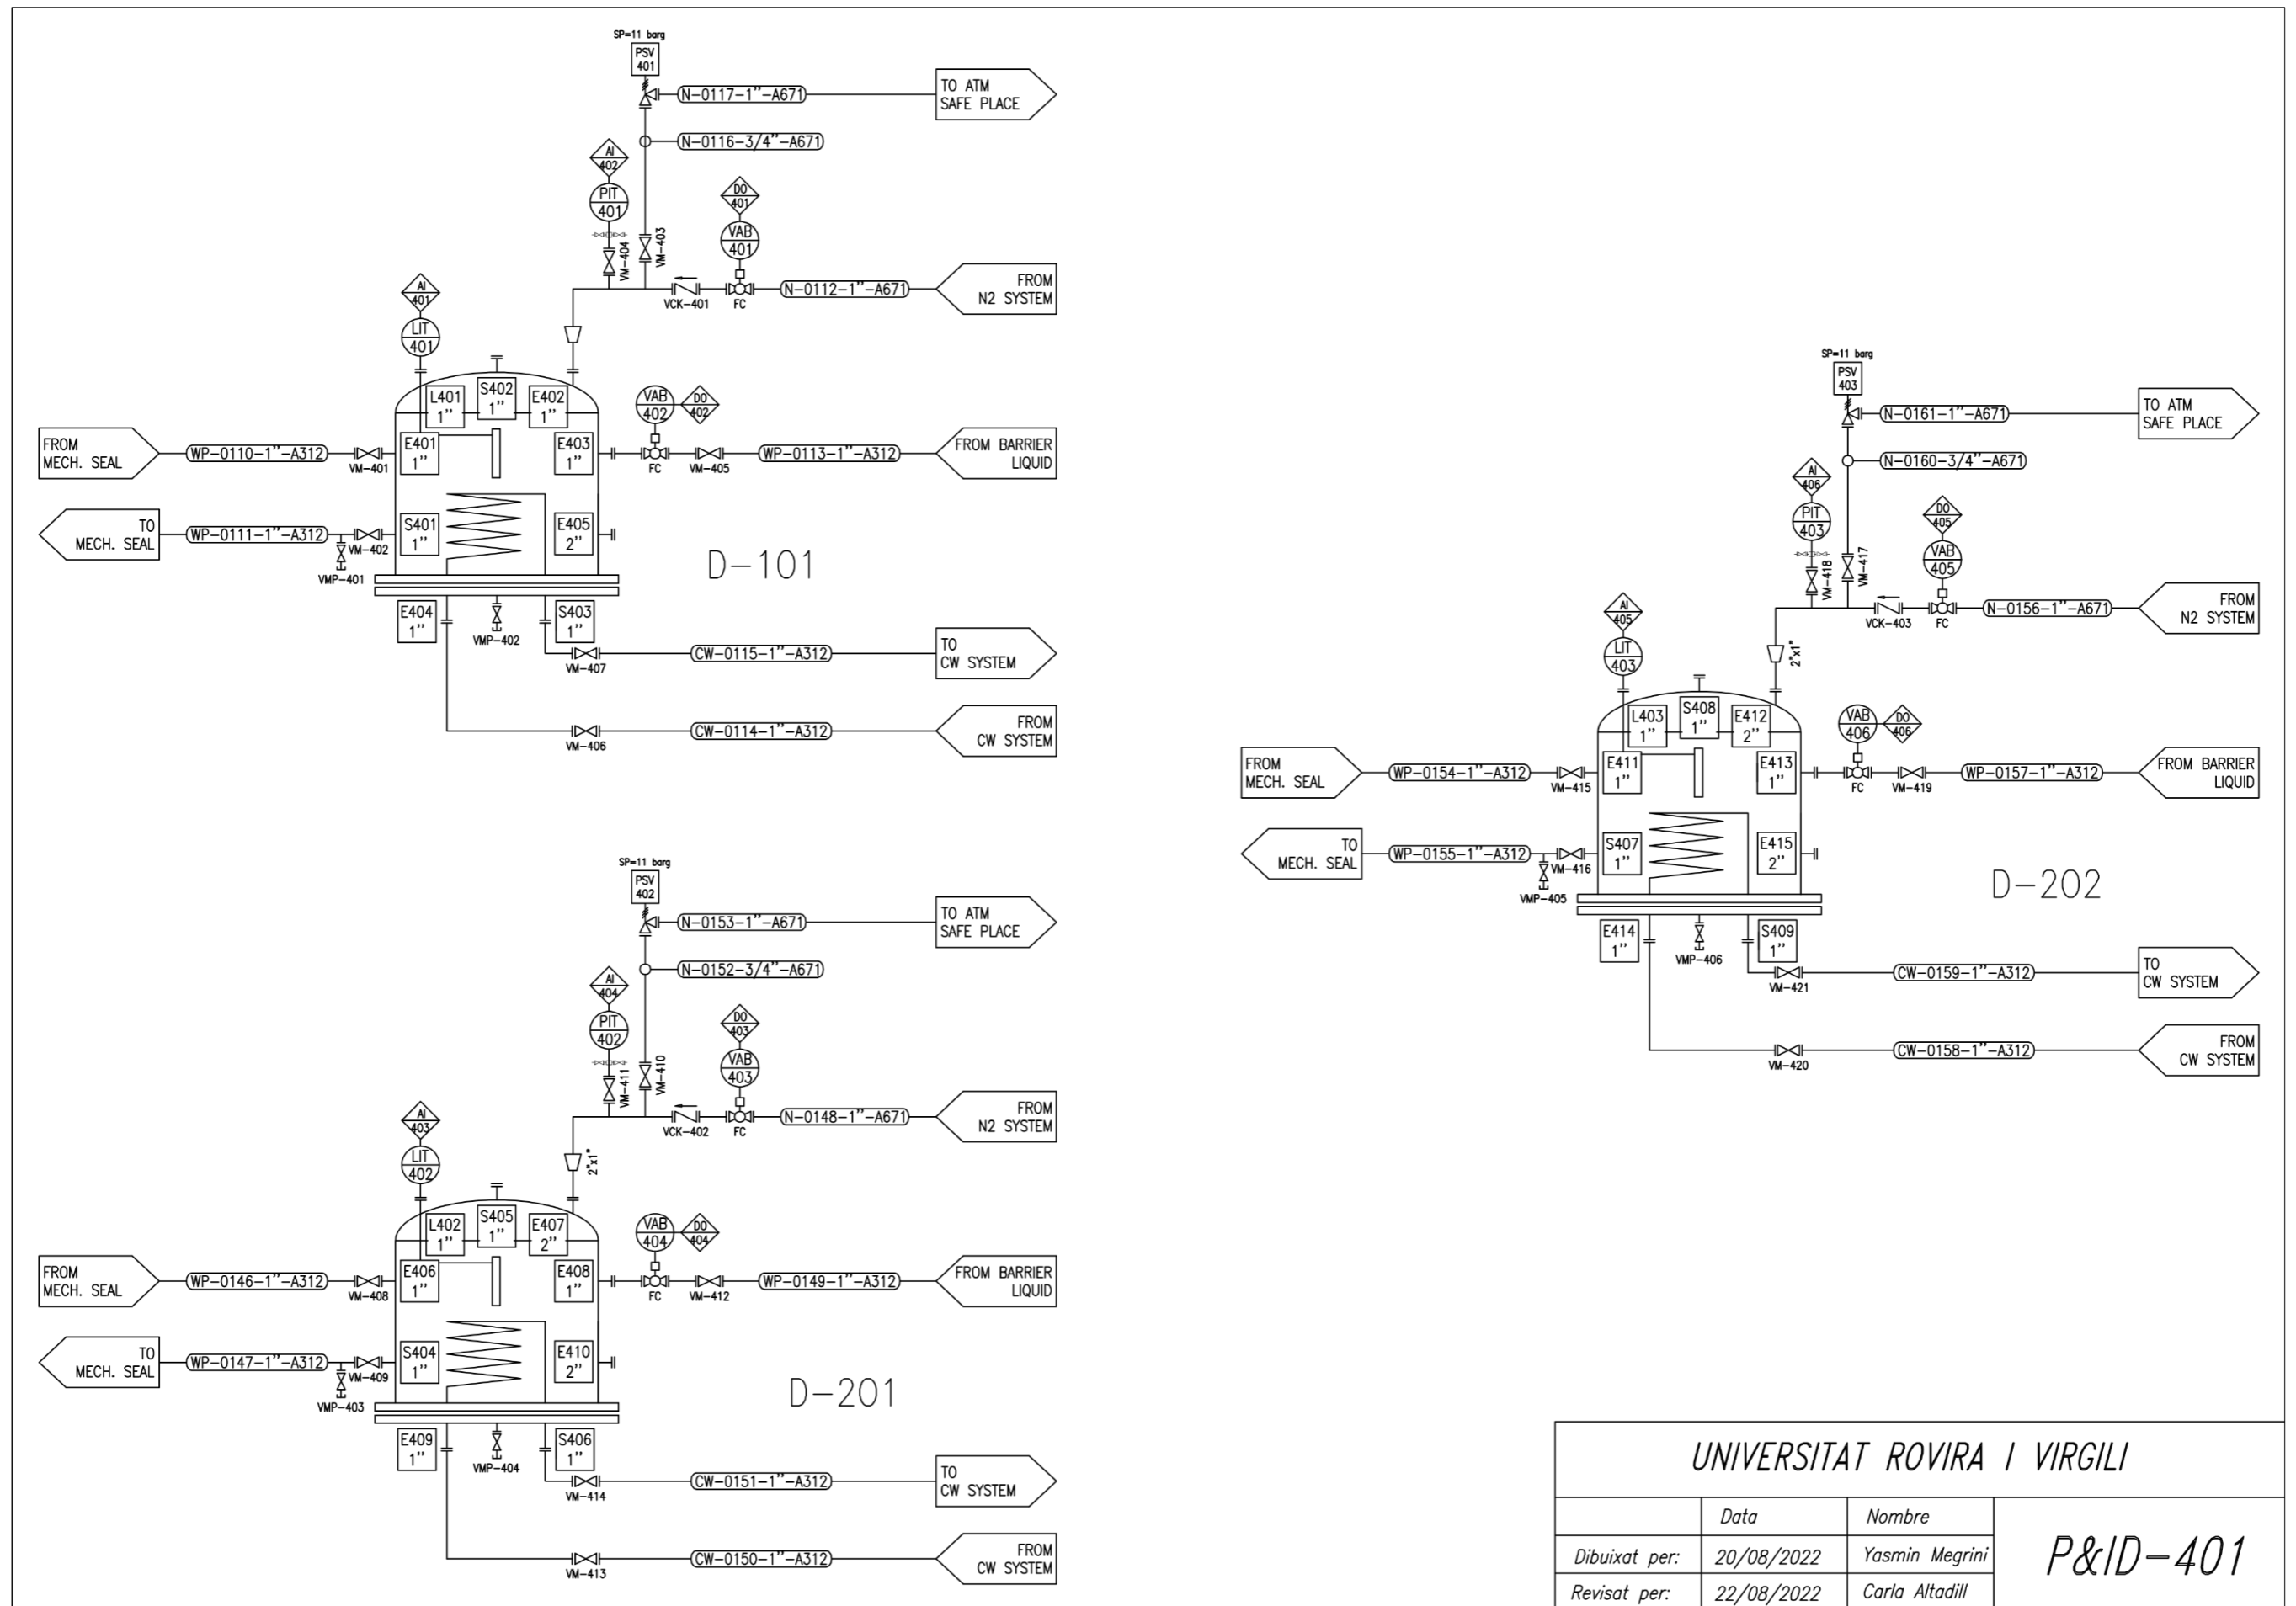 SP=11 barg
PSV
401
N-0117-1"-A671
TO ATM
SAFE PLACE
N-0116-3/4"-A671
AI
402
PIT
401
DO
401
VAB
401
VM-404
VM-403
VCK-401
FC
N-0112-1"-A671
FROM
N2 SYSTEM
AI
401
LIT
401
L401
1''
S402
1''
E402
1''
VAB
402
DO
402
FROM
MECH. SEAL
WP-0110-1"-A312
VM-401
E401
1''
E403
1''
FC
VM-405
WP-0113-1"-A312
FROM BARRIER
LIQUID
TO
MECH. SEAL
WP-0111-1"-A312
VM-402
VMP-401
S401
1''
E405
2''
D-101
E404
1''
VMP-402
S403
1''
VM-407
CW-0115-1"-A312
TO
CW SYSTEM
VM-406
CW-0114-1"-A312
FROM
CW SYSTEM
SP=11 barg
PSV
402
N-0153-1"-A671
TO ATM
SAFE PLACE
N-0152-3/4"-A671
AI
404
PIT
402
DO
403
VAB
403
VM-411
VM-410
VCK-402
FC
N-0148-1"-A671
FROM
N2 SYSTEM
2"x1"
AI
403
LIT
402
L402
1''
S405
1''
E407
2''
VAB
404
DO
404
FROM
MECH. SEAL
WP-0146-1"-A312
VM-408
E406
1''
E408
1''
FC
VM-412
WP-0149-1"-A312
FROM BARRIER
LIQUID
TO
MECH. SEAL
WP-0147-1"-A312
VM-409
VMP-403
S404
1''
E410
2''
D-201
E409
1''
VMP-404
S406
1''
VM-414
CW-0151-1"-A312
TO
CW SYSTEM
VM-413
CW-0150-1"-A312
FROM
CW SYSTEM
SP=11 barg
PSV
403
N-0161-1"-A671
TO ATM
SAFE PLACE
N-0160-3/4"-A671
AI
406
PIT
403
DO
405
VAB
405
VM-418
VM-417
VCK-403
FC
N-0156-1"-A671
FROM
N2 SYSTEM
2"x1"
AI
405
LIT
403
L403
1''
S408
1''
E412
2''
VAB
406
DO
406
FROM
MECH. SEAL
WP-0154-1"-A312
VM-415
E411
1''
E413
1''
FC
VM-419
WP-0157-1"-A312
FROM BARRIER
LIQUID
TO
MECH. SEAL
WP-0155-1"-A312
VM-416
VMP-405
S407
1''
E415
2''
D-202
E414
1''
VMP-406
S409
1''
VM-421
CW-0159-1"-A312
TO
CW SYSTEM
VM-420
CW-0158-1"-A312
FROM
CW SYSTEM
UNIVERSITAT ROVIRA I VIRGILI
Data Nombre
Dibuixat per: 20/08/2022 Yasmin Megrini
Revisat per: 22/08/2022 Carla Altadill
P&ID-401